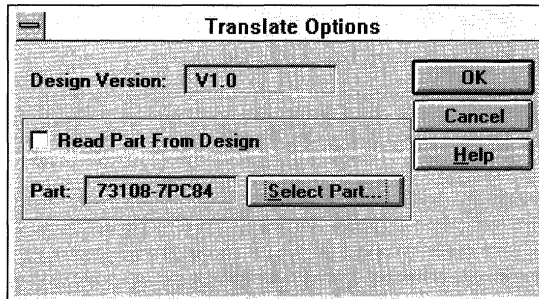 Translate Options
Design Version: V1.0
OK
Cancel
Read Part From Design
Help
Part: 73108-7PC84 Select Part...